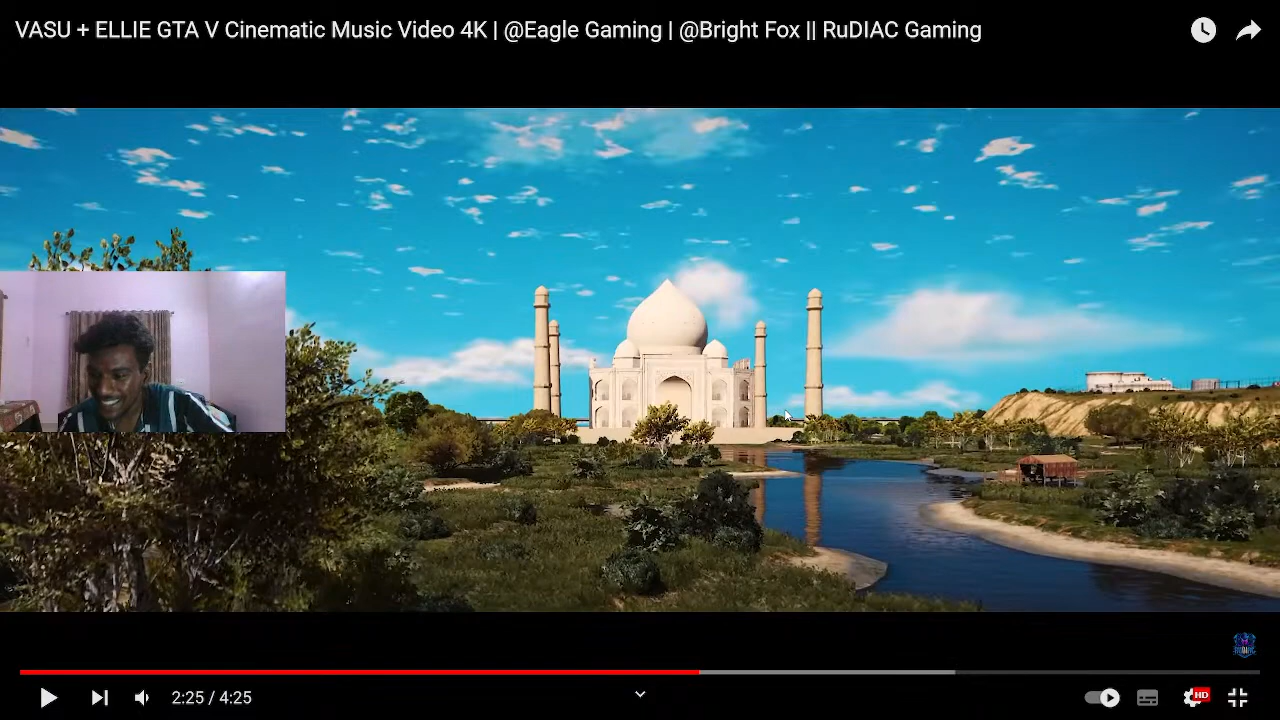 VASU + ELLIE GTA V Cinematic Music Video 4K | @Eagle Gaming | @Bright Fox || RuDIAC Gaming
2:25 / 4:25
HD